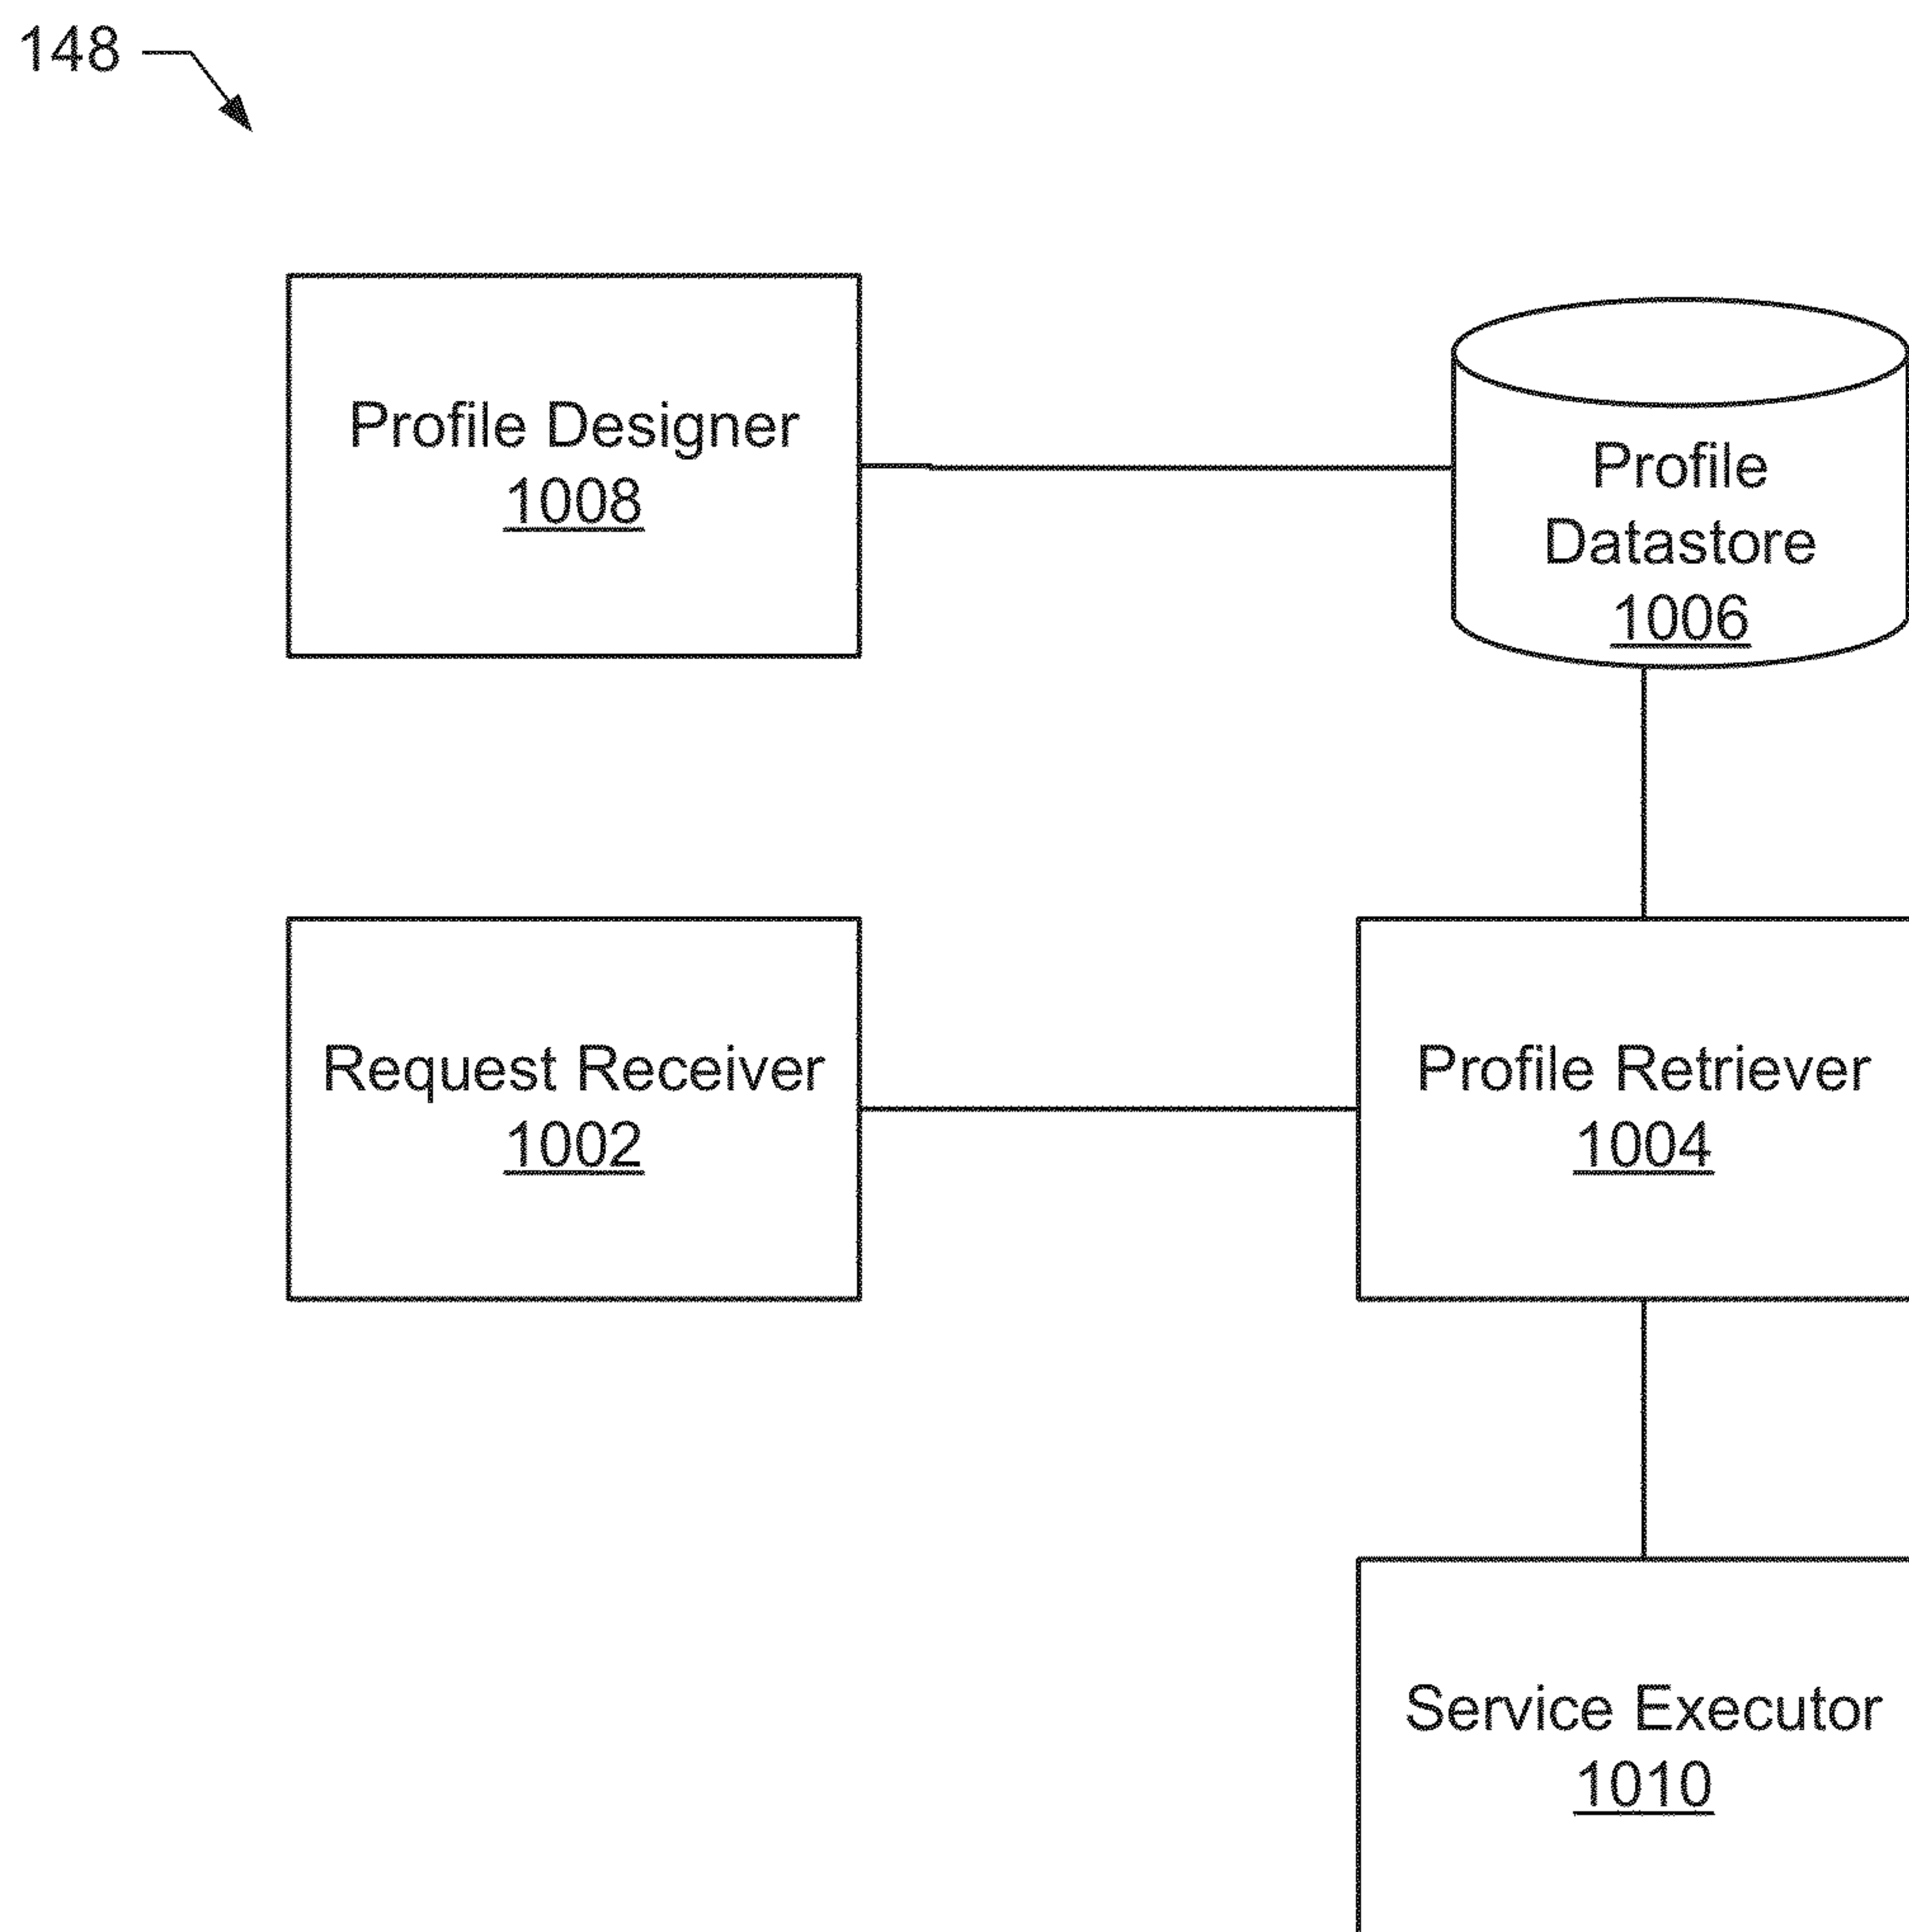 148
Profile Designer
1008
Profile
Datastore
1006
Request Receiver
1002
Profile Retriever
1004
Service Executor
1010